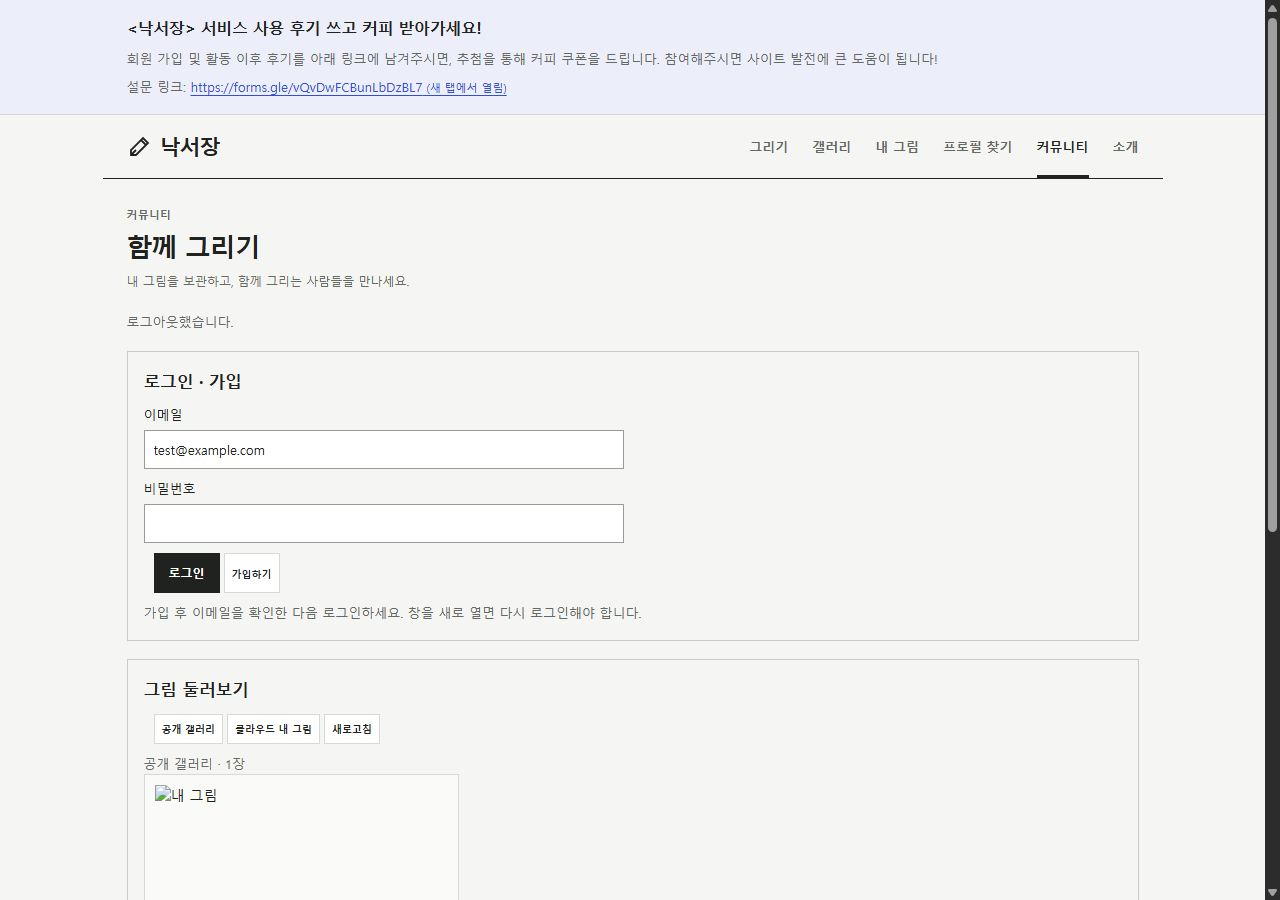 <낙서장> 서비스 사용 후기 쓰고 커피 받아가세요!
회원 가입 및 활동 이후 후기를 아래 링크에 남겨주시면, 추첨을 통해 커피 쿠폰을 드립니다. 참여해주시면 사이트 발전에 큰 도움이 됩니다!
설문 링크: https://forms.gle/vQvDwFCBunLbDzBL7 (새 탭에서 열림)
낙서장
그리기 갤러리 내 그림 프로필 찾기 커뮤니티 소개
커뮤니티
함께 그리기
내 그림을 보관하고, 함께 그리는 사람들을 만나세요.
로그아웃했습니다.
로그인 · 가입
이메일
test@example.com
비밀번호
로그인 가입하기
가입 후 이메일을 확인한 다음 로그인하세요. 창을 새로 열면 다시 로그인해야 합니다.
그림 둘러보기
공개 갤러리 클라우드 내 그림 새로고침
공개 갤러리 · 1장
내 그림